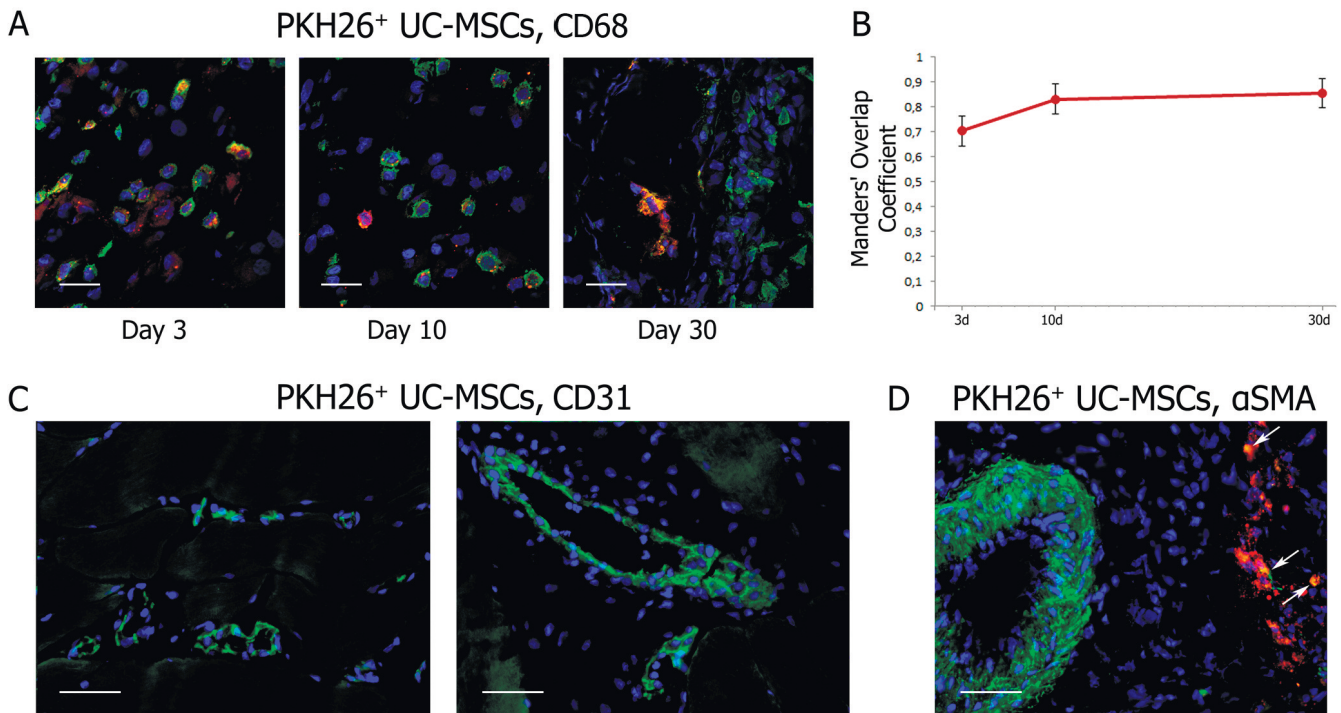 A
PKH26⁺ UC-MSCs, CD68
Day 3
Day 10
Day 30
B
Manders' Overlap
Coefficient
1
0,9
0,8
0,7
0,6
0,5
0,4
0,3
0,2
0,1
0
3d
10d
30d
C
PKH26⁺ UC-MSCs, CD31
D
PKH26⁺ UC-MSCs, αSMA